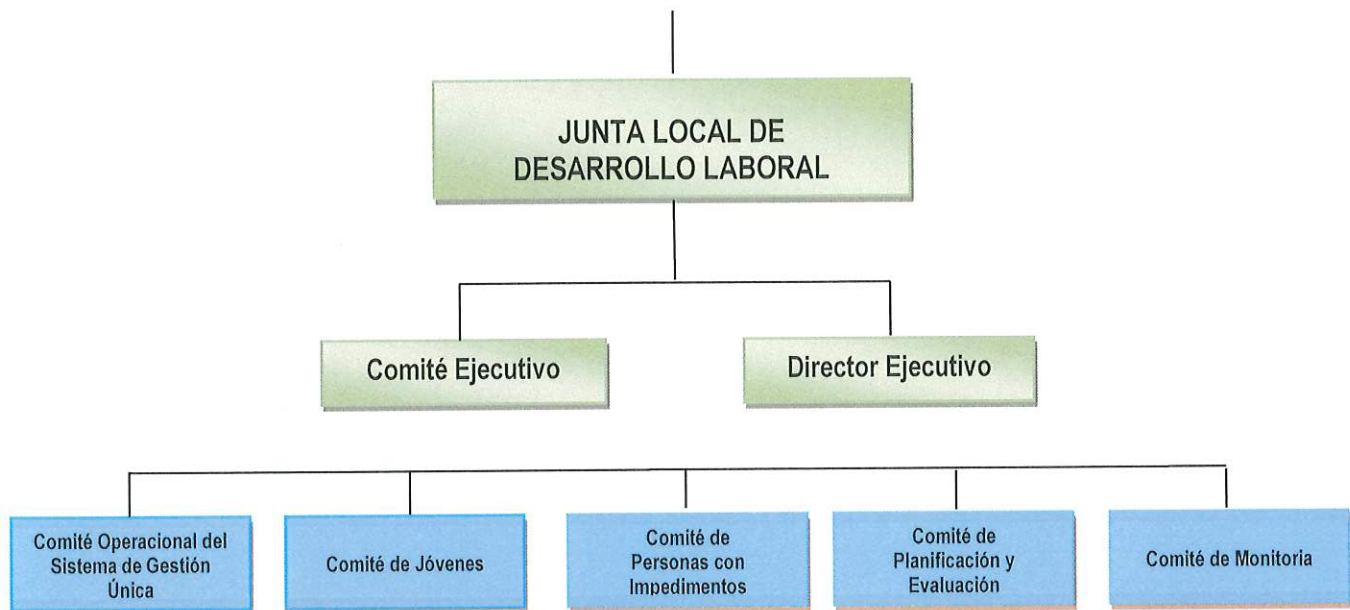 JUNTA LOCAL DE
DESARROLLO LABORAL
Comité Ejecutivo
Director Ejecutivo
Comité Operacional del
Sistema de Gestión
Única
Comité de Jóvenes
Comité de
Personas con
Impedimentos
Comité de
Planificación y
Evaluación
Comité de Monitoria